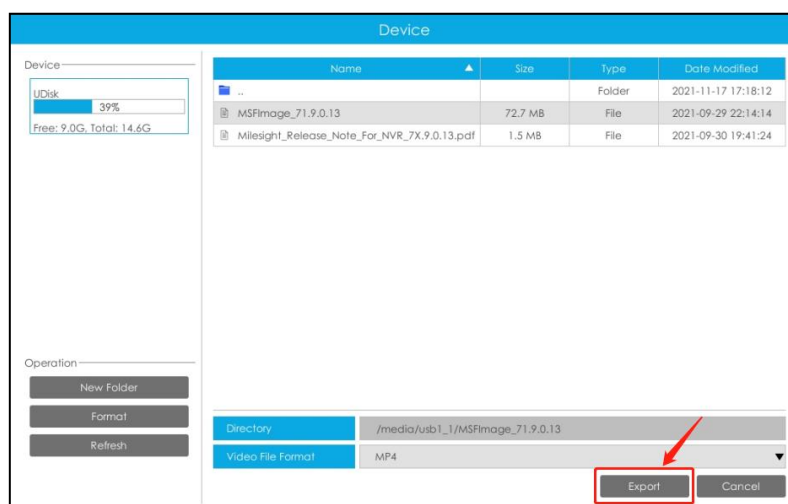 Device
Device
UDisk
39%
Free: 9.0G, Total: 14.6G
Name Size Type Date Modified
.. Folder 2021-11-17 17:18:12
MSFImage_71.9.0.13 72.7 MB File 2021-09-29 22:14:14
Milesight_Release_Note_For_NVR_7X.9.0.13.pdf 1.5 MB File 2021-09-30 19:41:24
Operation
New Folder
Format
Refresh
Directory /media/usb1_1/MSFImage_71.9.0.13
Video File Format MP4
Export Cancel